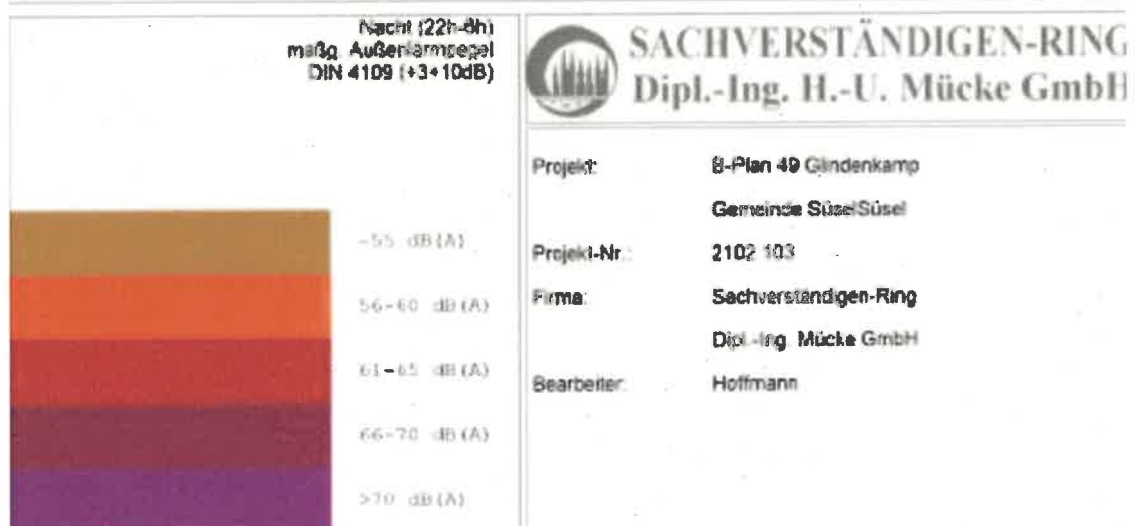 Nacht (22h-6h)
maßg. Außenlärmpegel
DIN 4109 (+3+10dB)
-55 dB(A)
56-60 dB(A)
61-65 dB(A)
66-70 dB(A)
>70 dB(A)
SACHVERSTÄNDIGEN-RING
Dipl.-Ing. H.-U. Mücke GmbH
Projekt: B-Plan 49 Glindenkamp
Gemeinde SüselSüsel
Projekt-Nr.: 2102 103
Firma: Sachverständigen-Ring
Dipl.-Ing. Mücke GmbH
Bearbeiter: Hoffmann